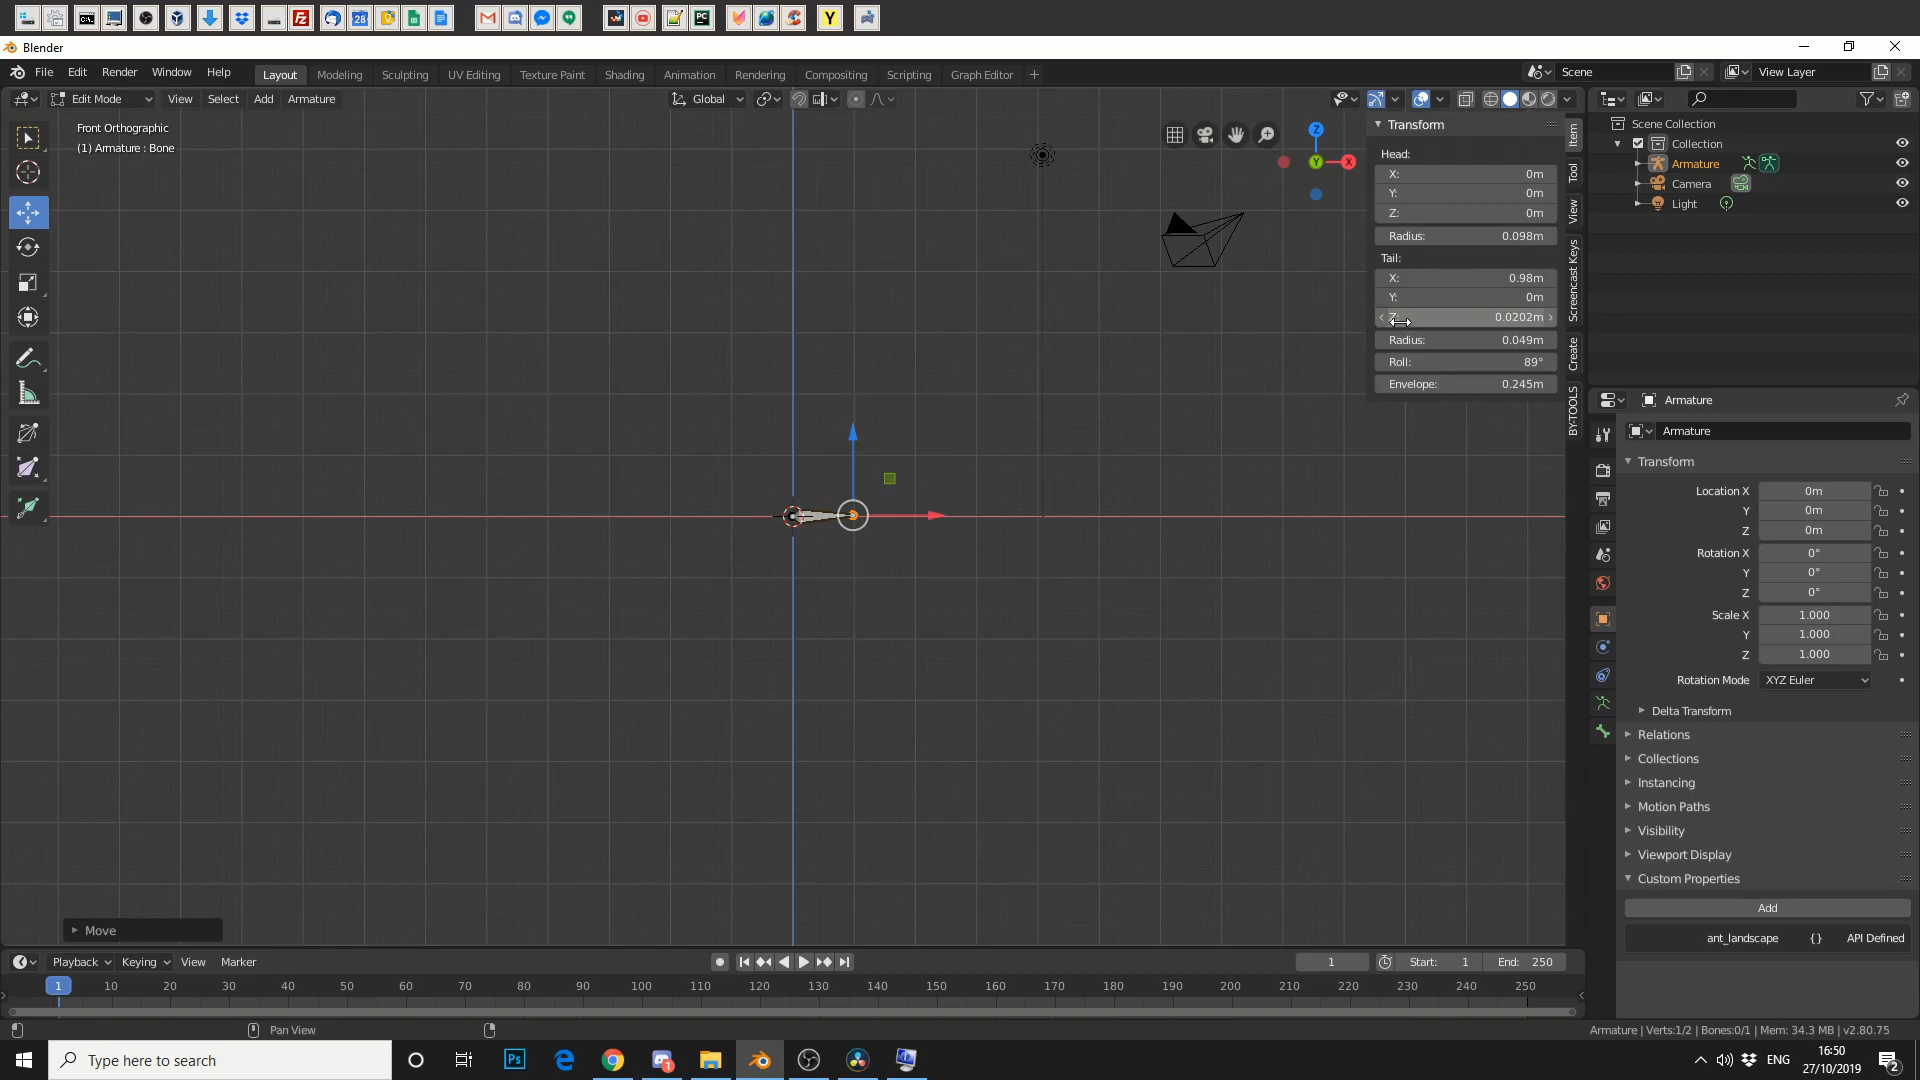 Blender
File Edit Render Window Help
Layout Modeling Sculpting UV Editing Texture Paint Shading Animation Rendering Compositing Scripting Graph Editor +
Scene
View Layer
Edit Mode View Select Add Armature
Global
Front Orthographic
(1) Armature : Bone
Z
Y
X
Transform
Head:
X: 0m
Y: 0m
Z: 0m
Radius: 0.098m
Tail:
X: 0.98m
Y: 0m
Z: 0.0202m
Radius: 0.049m
Roll: 89°
Envelope: 0.245m
Item
Tool
View
Screencast Keys
Create
BY-TOOLS
Scene Collection
Collection
Armature
Camera
Light
Armature
Armature
Transform
Location X 0m
Y 0m
Z 0m
Rotation X 0°
Y 0°
Z 0°
Scale X 1.000
Y 1.000
Z 1.000
Rotation Mode XYZ Euler
Delta Transform
Relations
Collections
Instancing
Motion Paths
Visibility
Viewport Display
Custom Properties
Add
ant_landscape {} API Defined
Move
Playback Keying View Marker
1 Start: 1 End: 250
1 10 20 30 40 50 60 70 80 90 100 110 120 130 140 150 160 170 180 190 200 210 220 230 240 250
Pan View
Armature | Verts:1/2 | Bones:0/1 | Mem: 34.3 MB | v2.80.75
Type here to search
Ps
1
ENG
16:50
27/10/2019
2
28
PC
Y